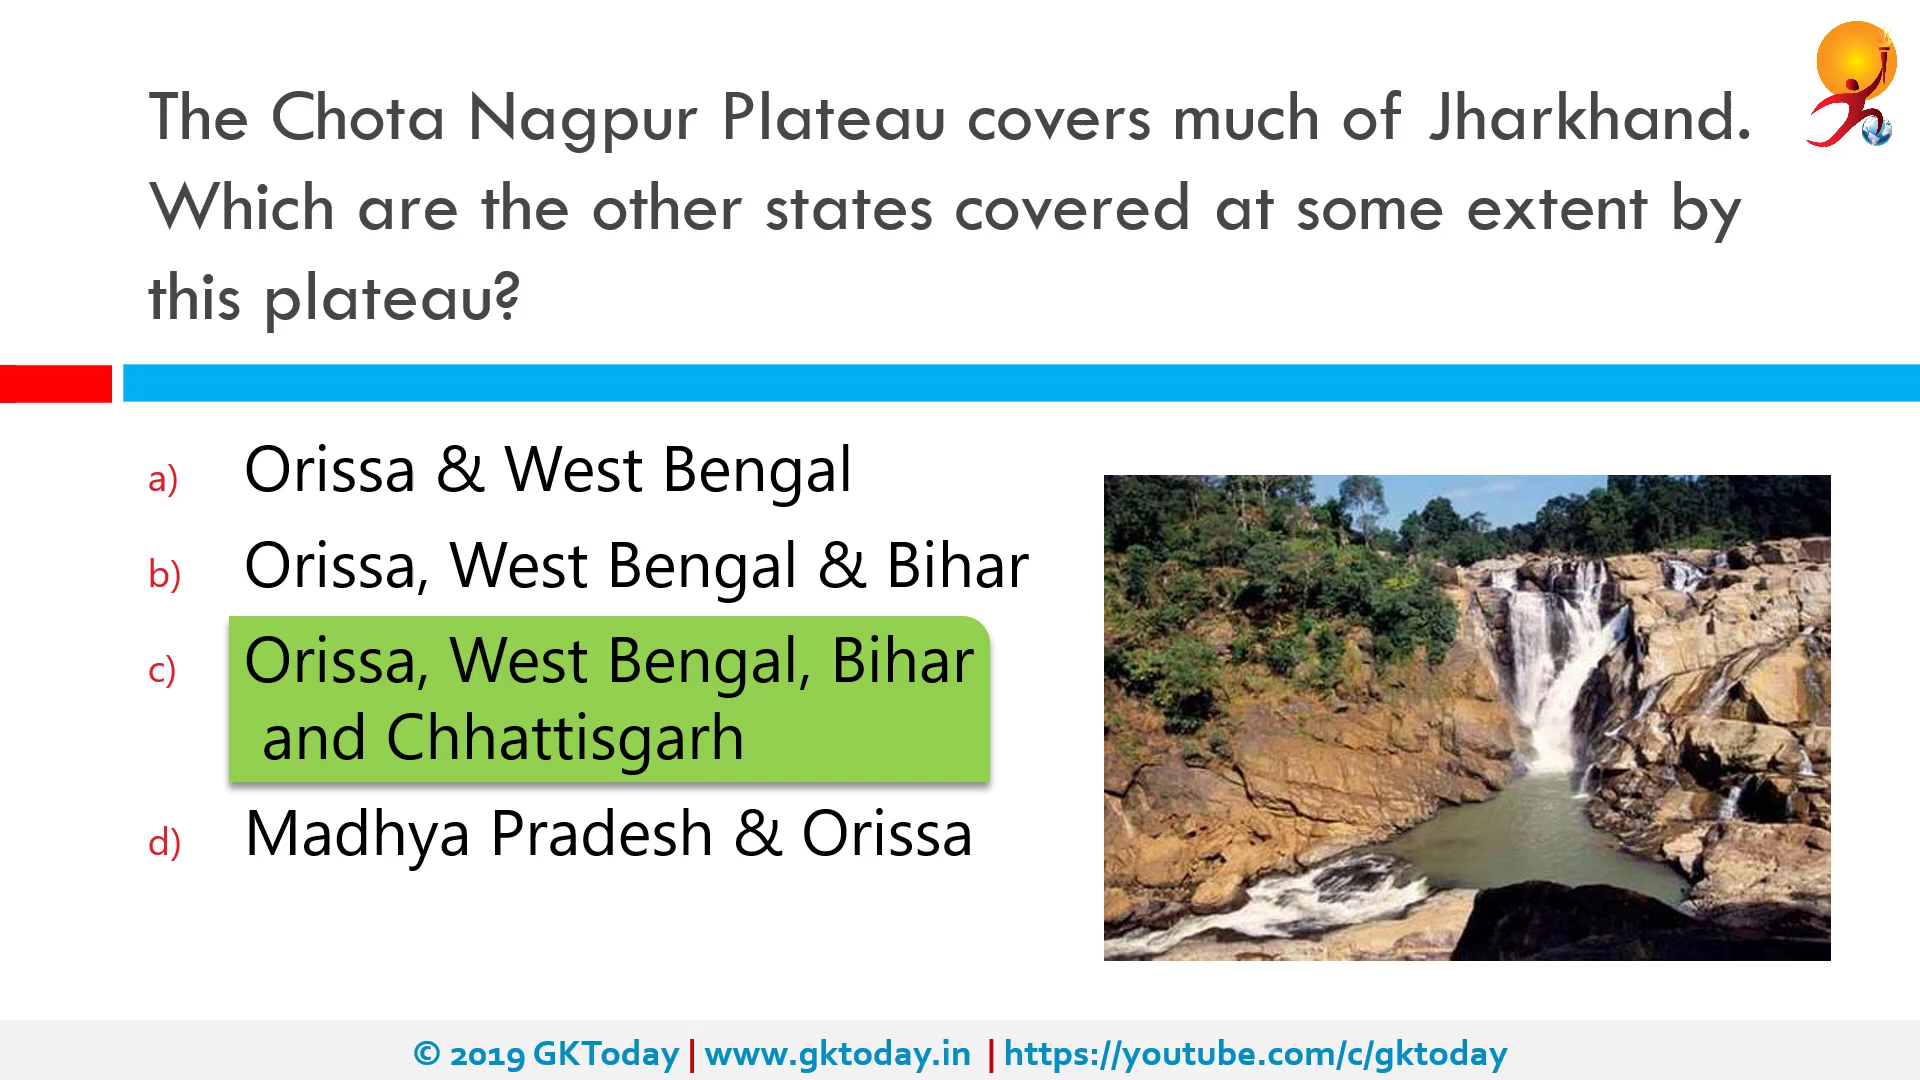 The Chota Nagpur Plateau covers much of Jharkhand.
Which are the other states covered at some extent by
this plateau?
a) Orissa & West Bengal
b) Orissa, West Bengal & Bihar
c) Orissa, West Bengal, Bihar
and Chhattisgarh
d) Madhya Pradesh & Orissa
© 2019 GKToday | www.gktoday.in | https://youtube.com/c/gktoday